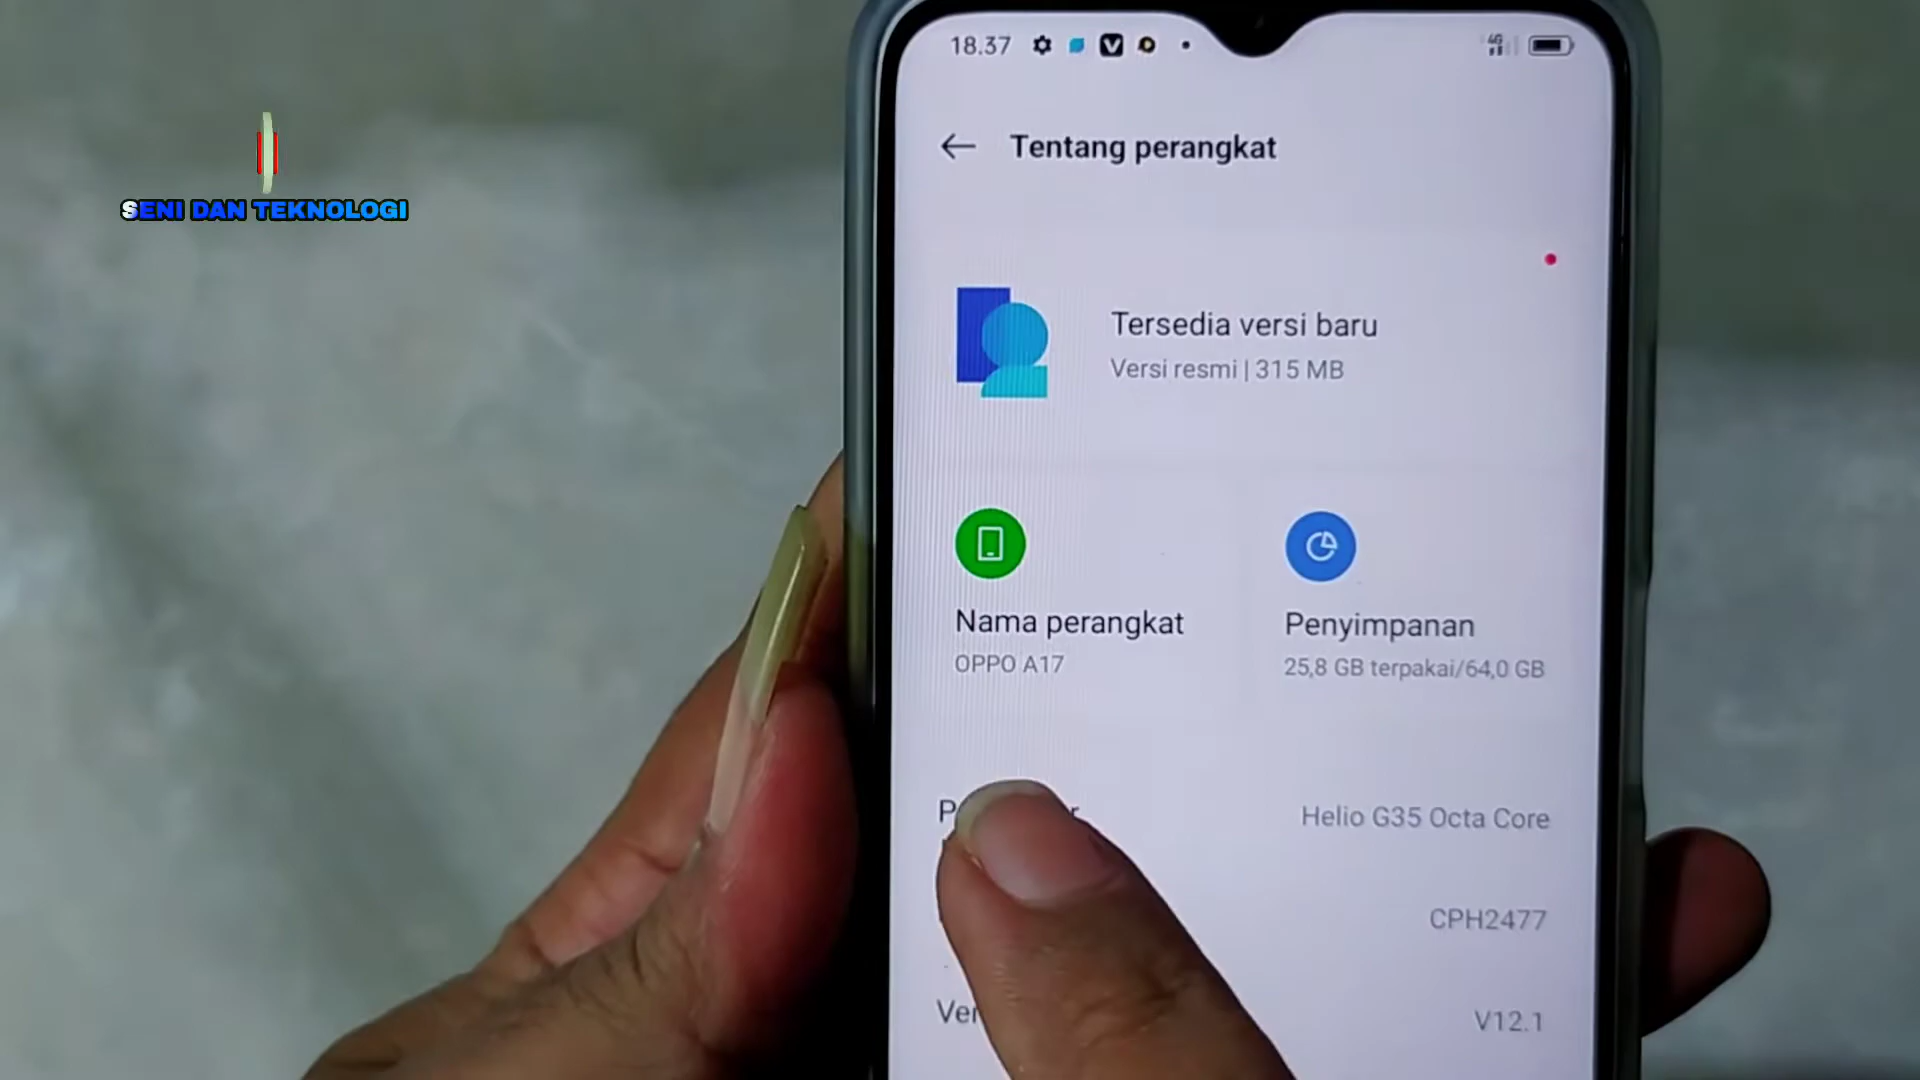 18.37
4G
Tentang perangkat
SENI DAN TEKNOLOGI
Tersedia versi baru
Versi resmi | 315 MB
Nama perangkat
OPPO A17
Penyimpanan
25,8 GB terpakai/64,0 GB
Helio G35 Octa Core
CPH2477
V12.1